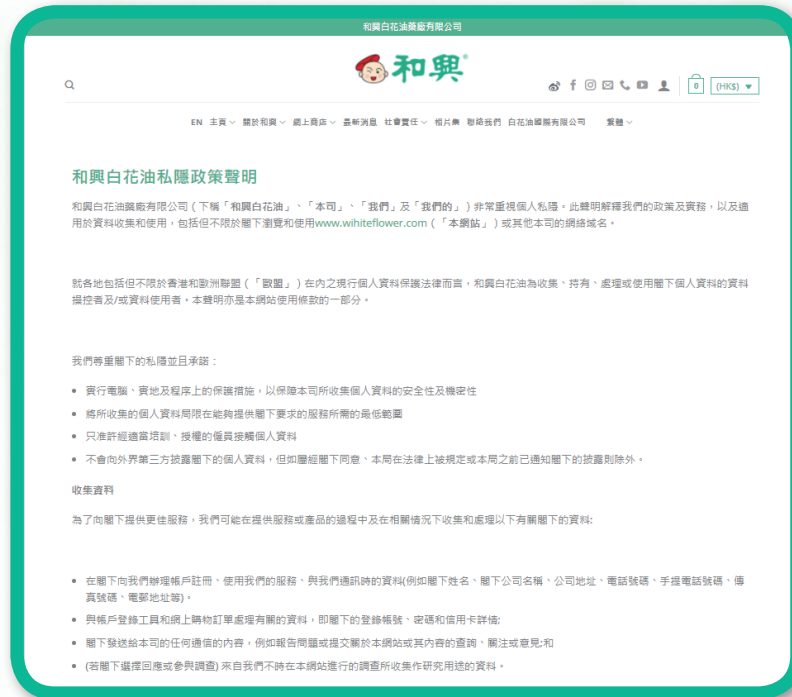 和興白花油藥廠有限公司
和興®
0
(HK$)
EN 主頁 關於和興 網上商店 最新消息 社會責任 相片集 聯絡我們 白花油國際有限公司 繁體
和興白花油私隱政策聲明
和興白花油藥廠有限公司 ( 下稱「和興白花油」、「本司」、「我們」及「我們的」) 非常重視個人私隱。此聲明解釋我們的政策及實務，以及適
用於資料收集和使用，包括但不限於閣下瀏覽和使用www.whiteflower.com (「本網站」) 或其他本司的網絡域名。
就各地包括但不限於香港和歐洲聯盟 (「歐盟」) 在內之現行個人資料保護法律而言，和興白花油為收集、持有、處理或使用閣下個人資料的資料
操控者及/或資料使用者。本聲明亦是本網站使用條款的一部分。
我們尊重閣下的私隱並且承諾：
實行電腦、實地及程序上的保護措施，以保障本司所收集個人資料的安全性及機密性
將所收集的個人資料局限在能夠提供閣下要求的服務所需的最低範圍
只准許經適當培訓、授權的僱員接觸個人資料
不會向外界第三方披露閣下的個人資料，但如屬經閣下同意、本局在法律上被規定或本局之前已通知閣下的披露則除外。
收集資料
為了向閣下提供更佳服務，我們可能在提供服務或產品的過程中及在相關情況下收集和處理以下有關閣下的資料:
在閣下向我們辦理帳戶註冊、使用我們的服務、與我們通訊時的資料(例如閣下姓名、閣下公司名稱、公司地址、電話號碼、手提電話號碼、傳
真號碼、電郵地址等)。
與帳戶登錄工具和網上購物訂單處理有關的資料，即閣下的登錄帳號、密碼和信用卡詳情;
閣下發送給本司的任何通信的內容，例如報告問題或提交關於本網站或其內容的查詢、關注或意見;和
(若閣下選擇回應或參與調查) 來自我們不時在本網站進行的調查所收集作研究用途的資料。